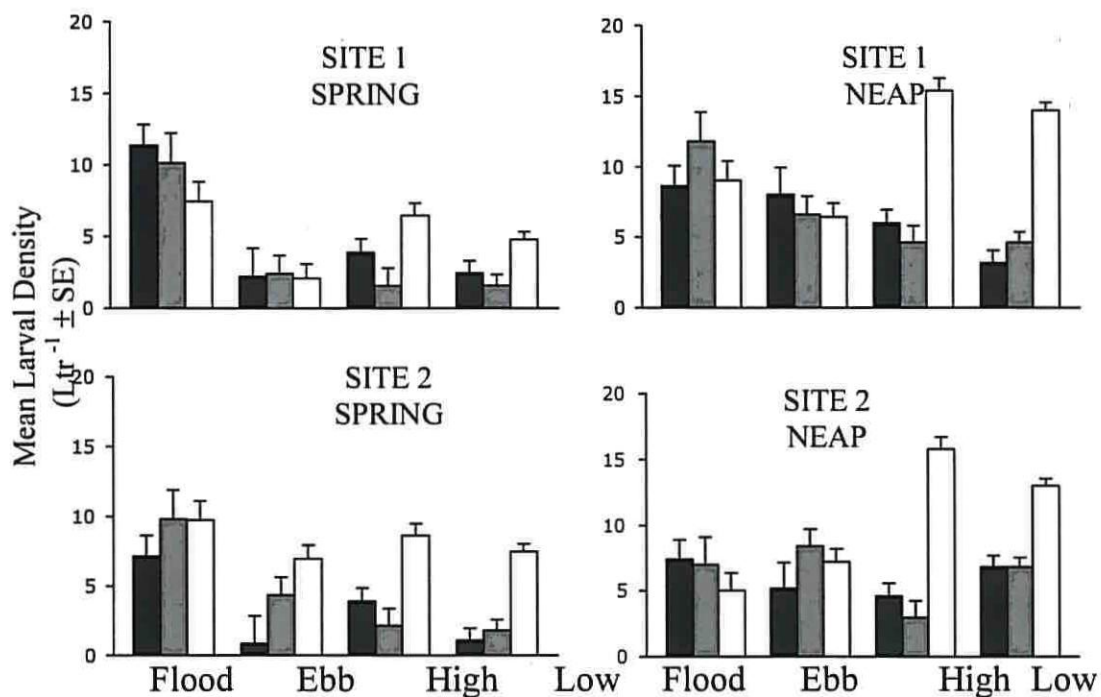 Mean Larval Density
(Ltr⁻¹ ± SE)
20
15
10
5
0
SITE 1
SPRING
20
15
10
5
0
SITE 1
NEAP
20
15
10
5
0
SITE 2
SPRING
Flood Ebb High Low
20
15
10
5
0
SITE 2
NEAP
Flood Ebb High Low